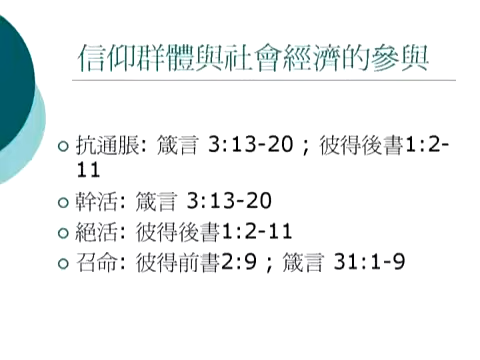 信仰群體與社會經濟的參與
抗通脹: 箴言 3:13-20 ; 彼得後書1:2-
11
幹活: 箴言 3:13-20
絕活: 彼得後書1:2-11
召命: 彼得前書2:9 ; 箴言 31:1-9